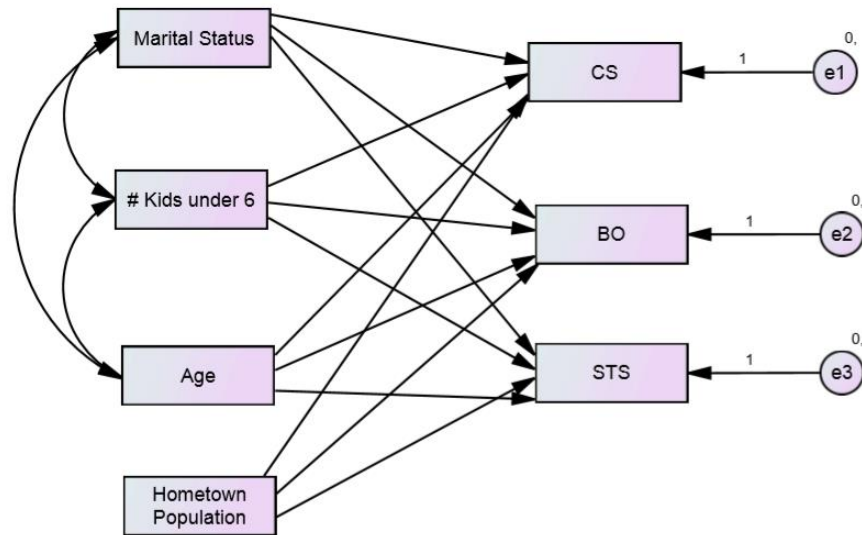 Marital Status
CS
0,
1
e1
# Kids under 6
BO
0,
1
e2
Age
STS
0,
1
e3
Hometown
Population